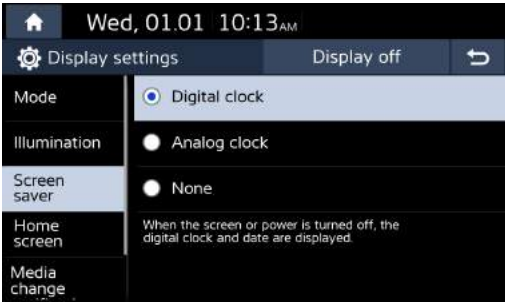 Wed, 01.01 10:13AM
Display settings
Display off
Mode
Illumination
Screen
saver
Home
screen
Media
change
Digital clock
Analog clock
None
When the screen or power is turned off, the
digital clock and date are displayed.